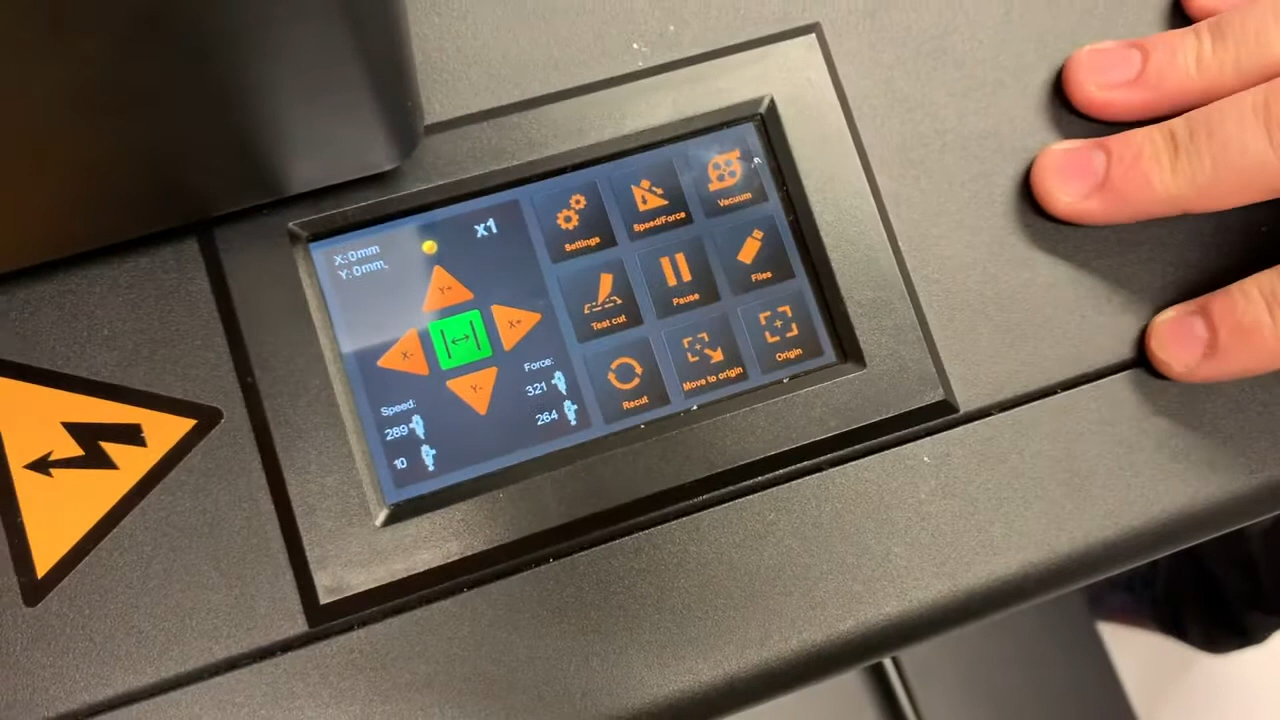 X:0mm
Y:0mm
x1
Y+
X-
X+
Y-
Speed:
289
10
Force:
321
264
Settings
Speed/Force
Vacuum
Test cut
Pause
Files
Recut
Move to origin
Origin